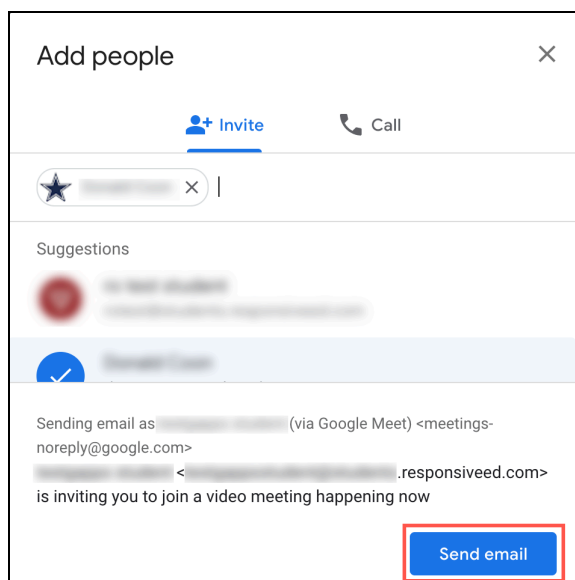 Add people
Invite
Call
Suggestions
Sending email as (via Google Meet) <meetings-
noreply@google.com>
< .responsiveed.com>
is inviting you to join a video meeting happening now
Send email